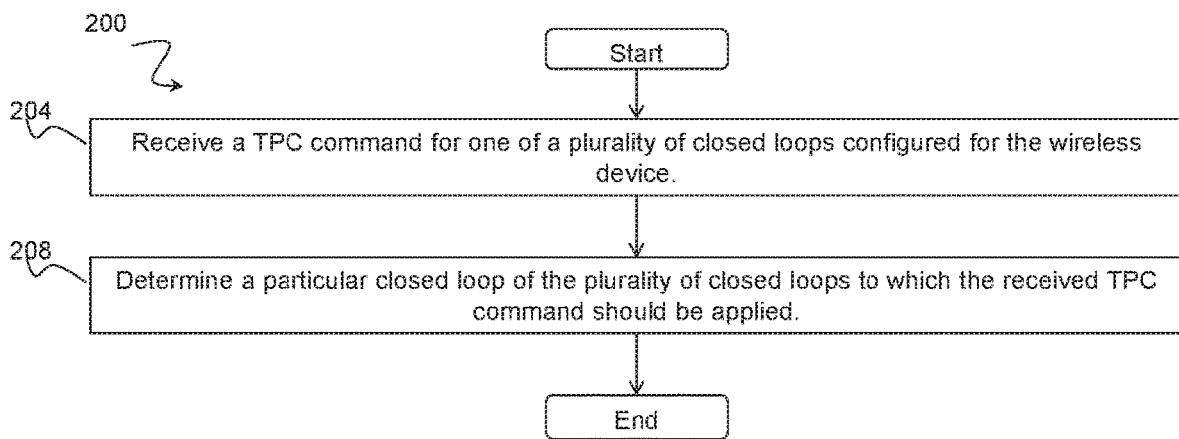 200
Start
204
Receive a TPC command for one of a plurality of closed loops configured for the wireless
device.
208
Determine a particular closed loop of the plurality of closed loops to which the received TPC
command should be applied.
End